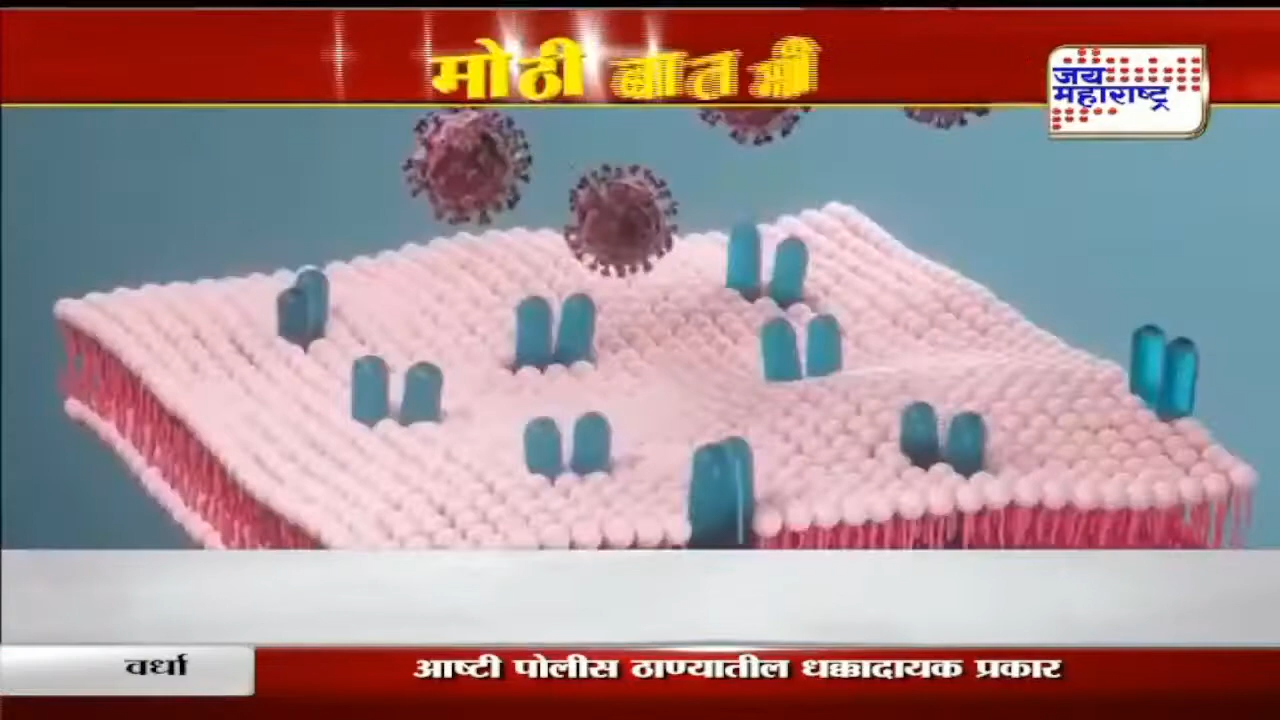 मोठी बातमी
जय
महाराष्ट्र
वर्धा
आष्टी पोलीस ठाण्यातील धक्कादायक प्रकार